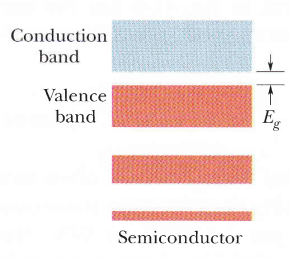 Conduction
band
Valence
band
E_g
Semiconductor